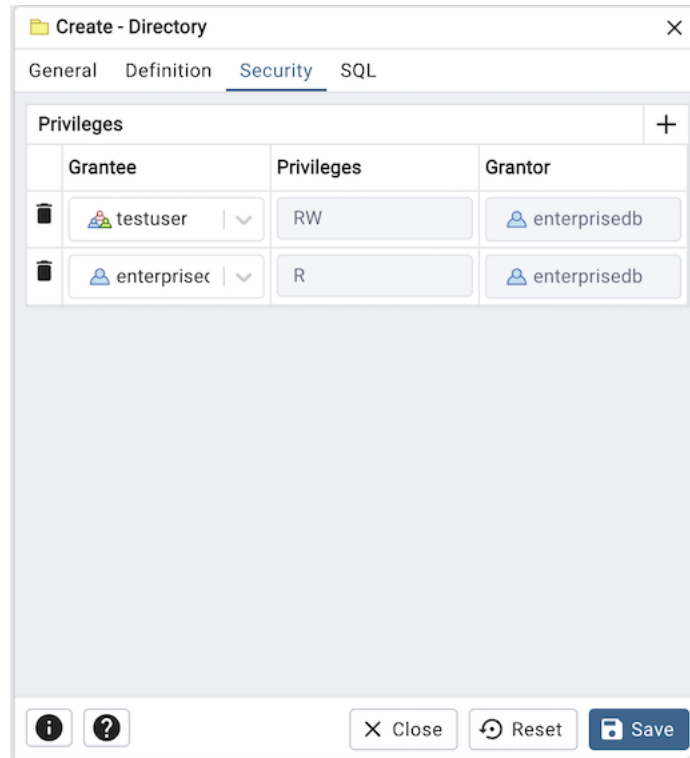 Create - Directory
General Definition Security SQL
Privileges
Grantee Privileges Grantor
testuser RW enterprisedb
enterprisec R enterprisedb
Close Reset Save